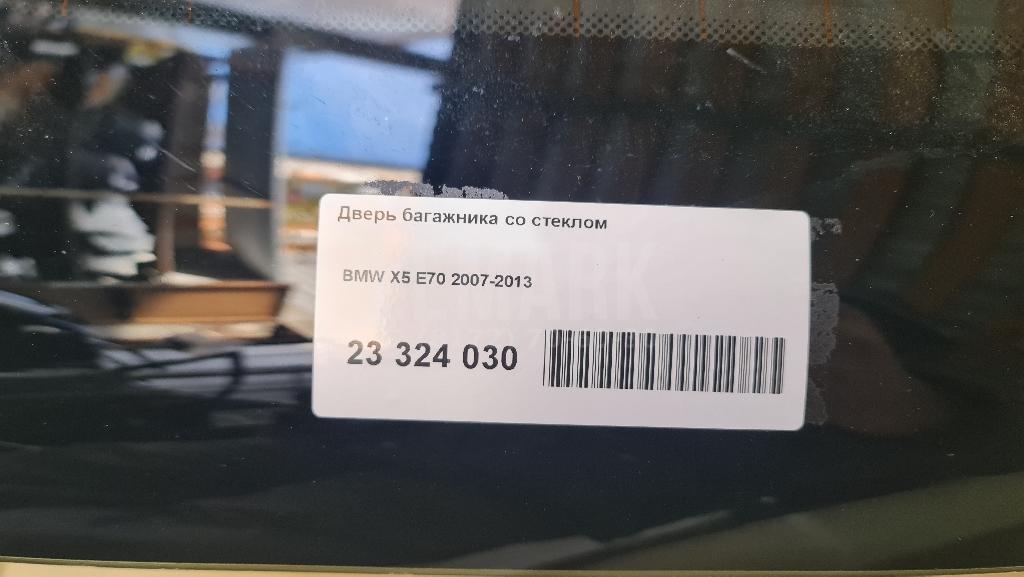 Дверь багажника со стеклом
BMW X5 E70 2007-2013
23 324 030